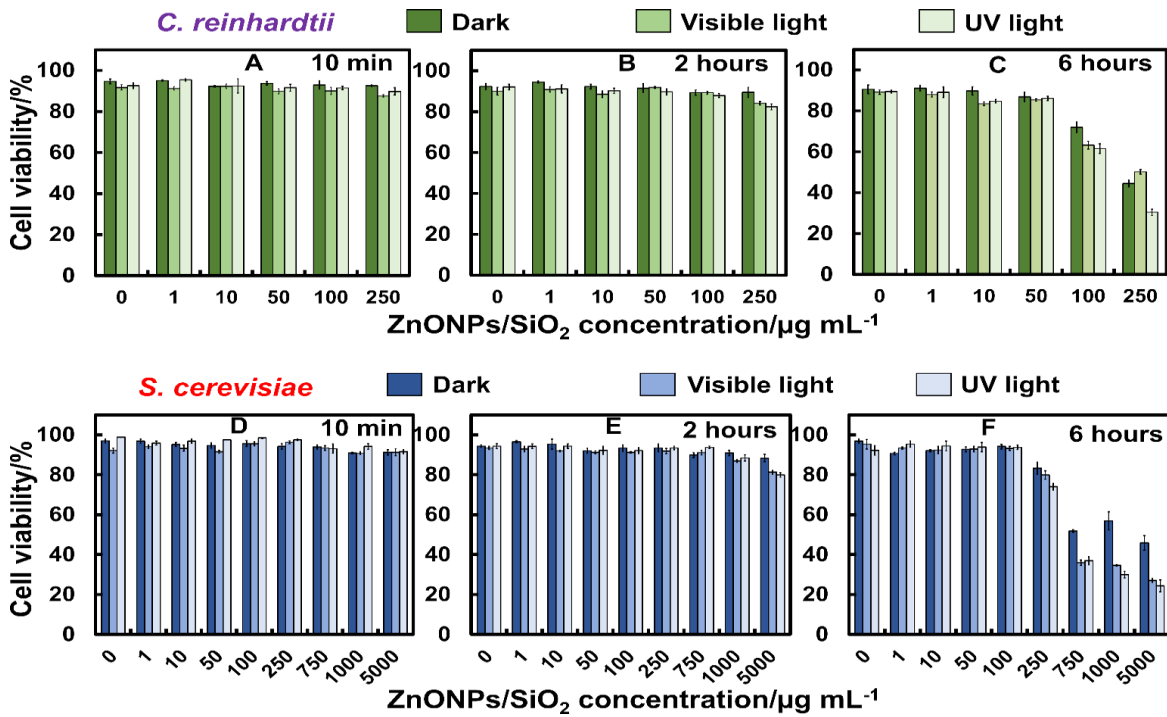 C. reinhardtii Dark Visible light UV light
A 10 min
B 2 hours
C 6 hours
Cell viability/%
100
80
60
40
20
0
100
80
60
40
20
0
100
80
60
40
20
0
0 1 10 50 100 250
0 1 10 50 100 250
0 1 10 50 100 250
ZnONPs/SiO₂ concentration/µg mL⁻¹
S. cerevisiae Dark Visible light UV light
D 10 min
E 2 hours
F 6 hours
Cell viability/%
100
80
60
40
20
0
100
80
60
40
20
0
100
80
60
40
20
0
0 1 10 50 100 250 750 1000 5000
0 1 10 50 100 250 750 1000 5000
0 1 10 50 100 250 750 1000 5000
ZnONPs/SiO₂ concentration/µg mL⁻¹